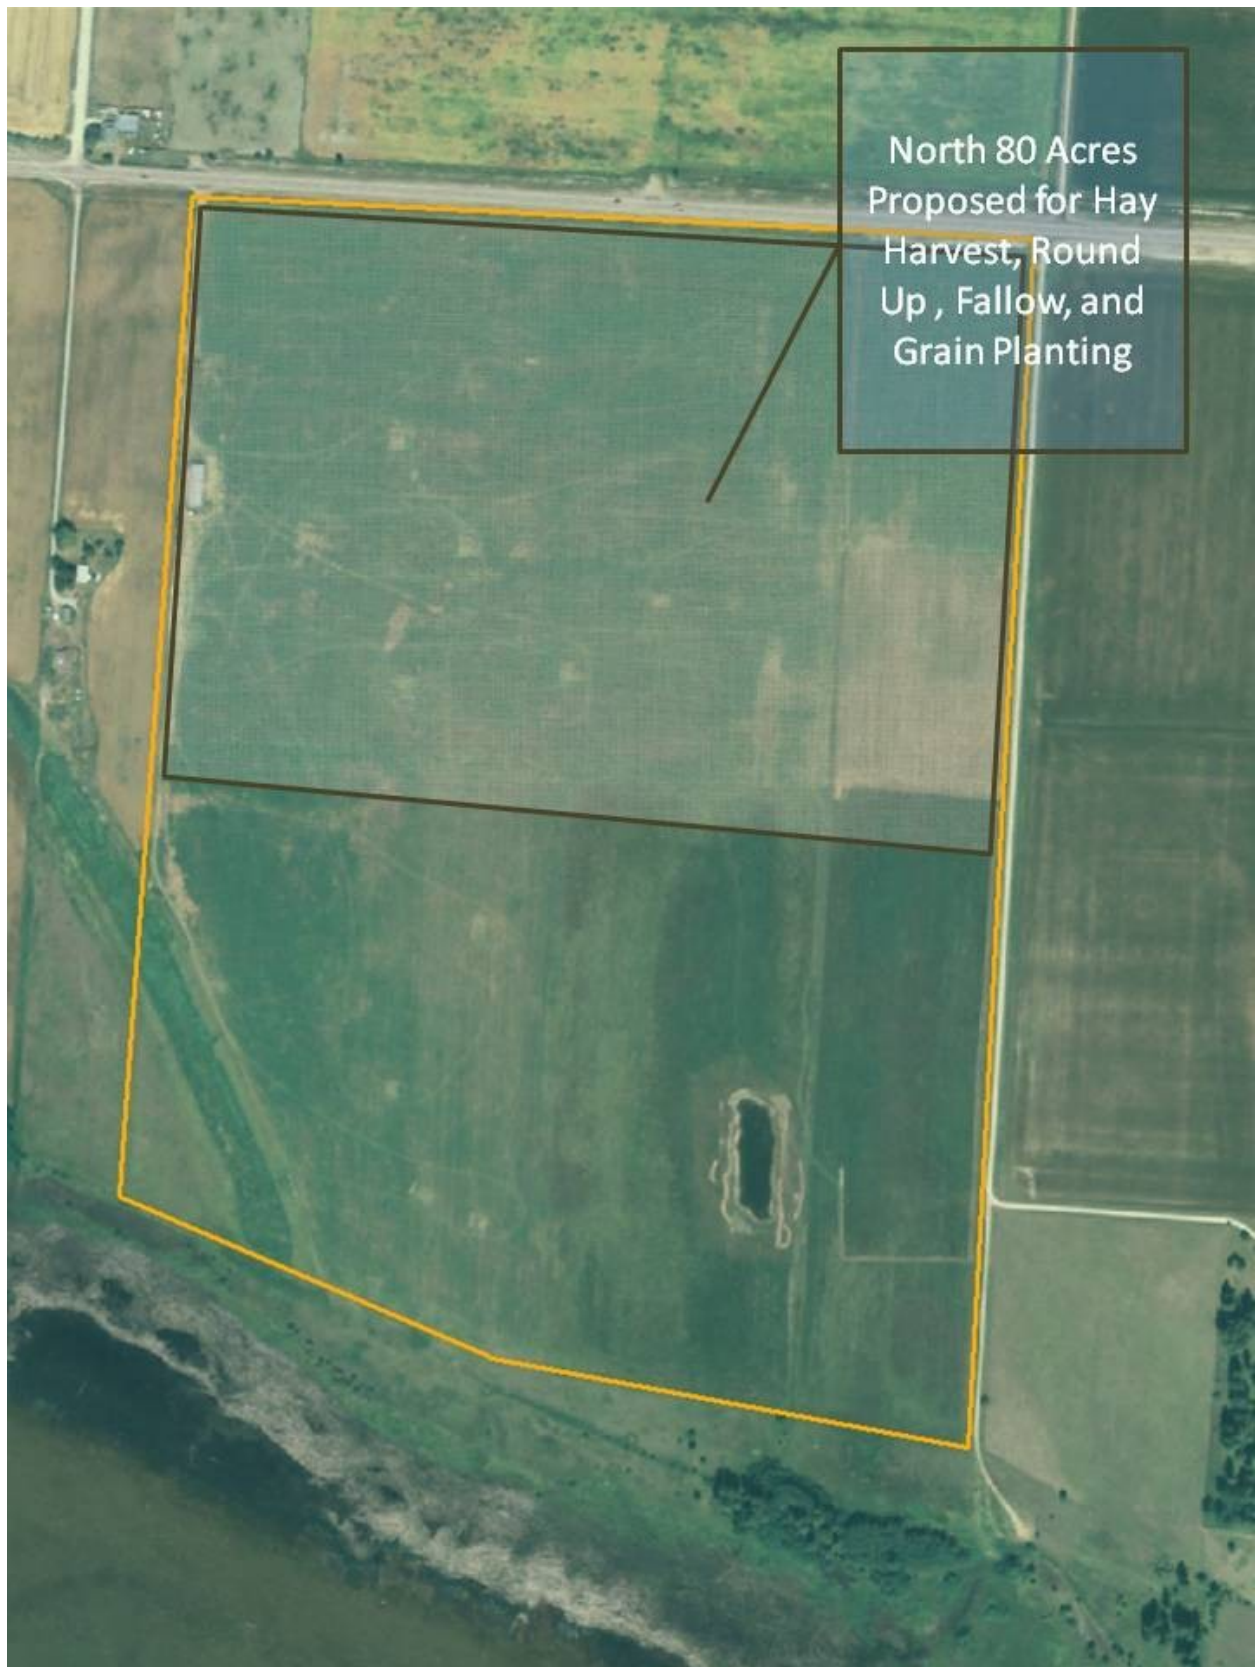 North 80 Acres
Proposed for Hay
Harvest, Round
Up , Fallow, and
Grain Planting